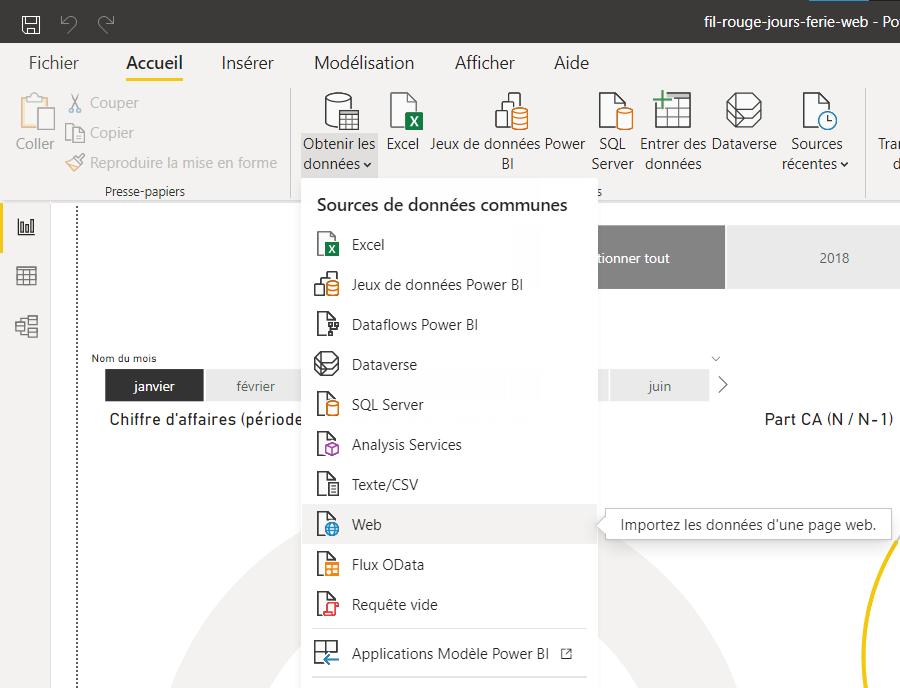 fil-rouge-jours-ferie-web - Po
Fichier
Accueil
Insérer
Modélisation
Afficher
Aide
Coller
Couper
Copier
Reproduire la mise en forme
Presse-papiers
Obtenir les
données
Excel
Jeux de données Power
BI
SQL
Server
Entrer des
données
Dataverse
Sources
récentes
Sources de données communes
Excel
Jeux de données Power BI
Dataflows Power BI
Dataverse
SQL Server
Analysis Services
Texte/CSV
Web
Importez les données d'une page web.
Flux OData
Requête vide
Applications Modèle Power BI
tionner tout
2018
Nom du mois
janvier
février
juin
Chiffre d'affaires (période
Part CA (N / N-1)